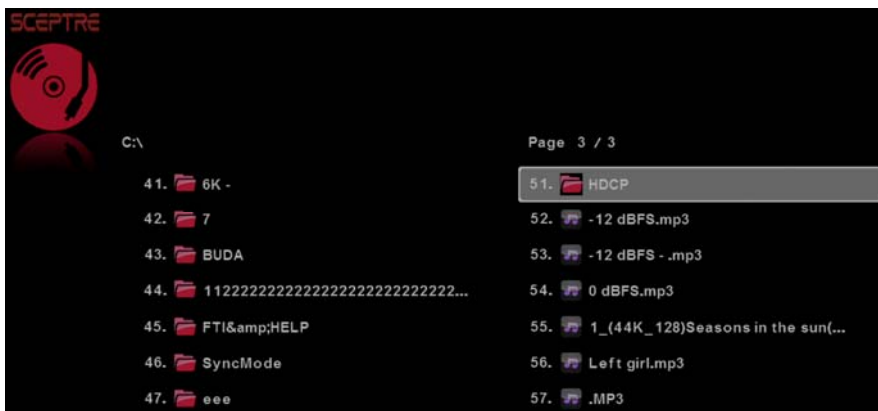 SCEPTRE
C:\
Page 3 / 3
41. 6K -
42. 7
43. BUDA
44. 112222222222222222222222222...
45. FTI&amp;HELP
46. SyncMode
47. eee
51. HDCP
52. -12 dBFS.mp3
53. -12 dBFS - .mp3
54. 0 dBFS.mp3
55. 1_(44K_128)Seasons in the sun(...
56. Left girl.mp3
57. .MP3